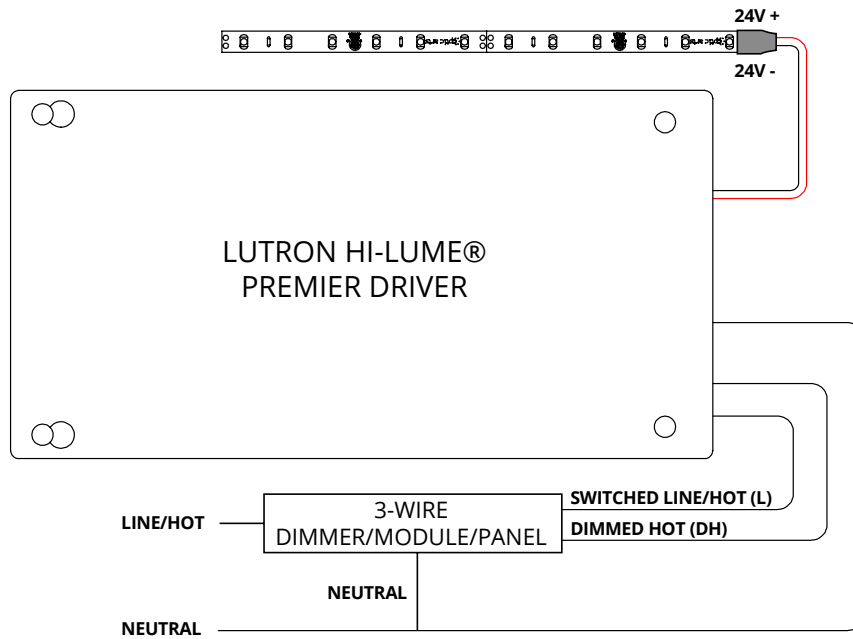 24V +
24V -
LUTRON HI-LUME®
PREMIER DRIVER
SWITCHED LINE/HOT (L)
LINE/HOT
3-WIRE
DIMMER/MODULE/PANEL
DIMMED HOT (DH)
NEUTRAL
NEUTRAL